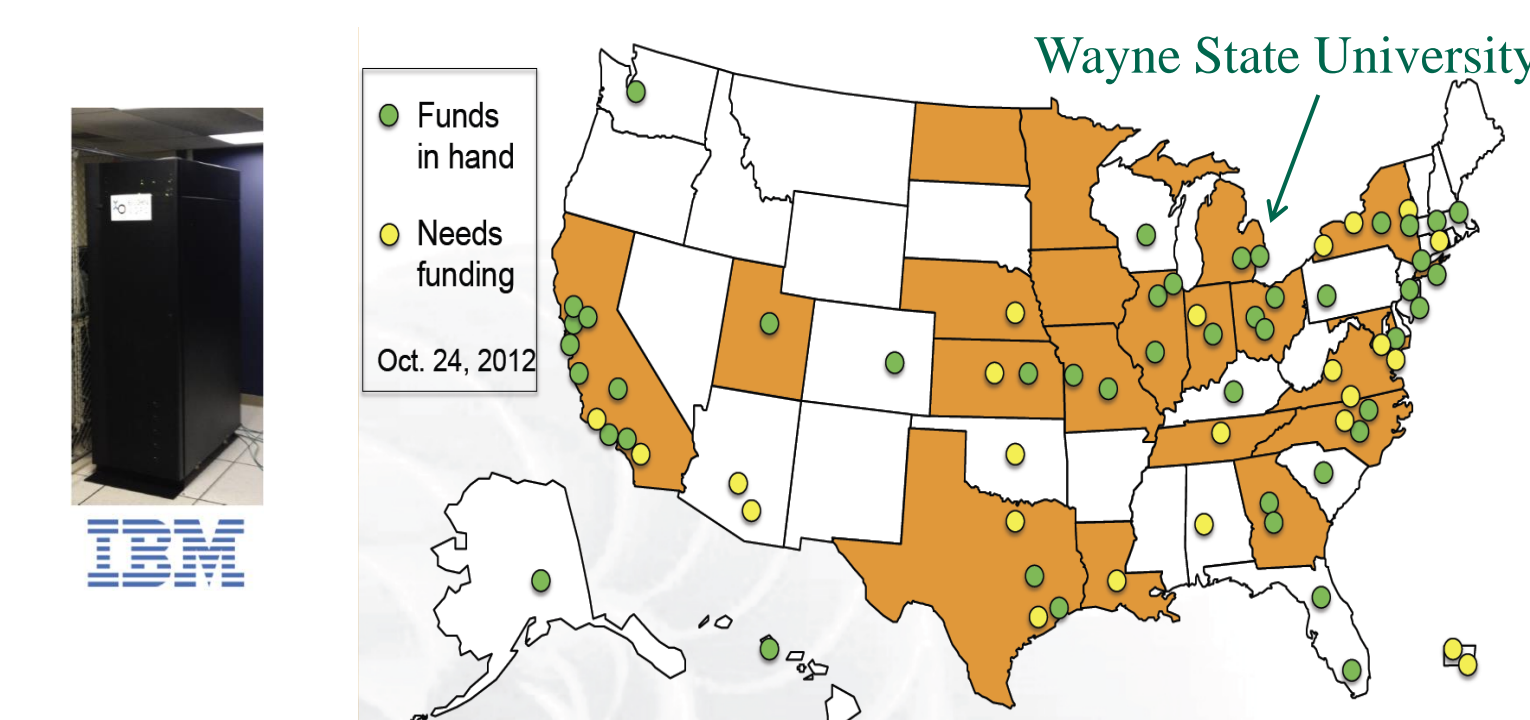 Wayne State University
Funds
in hand
Needs
funding
Oct. 24, 2012
IBM